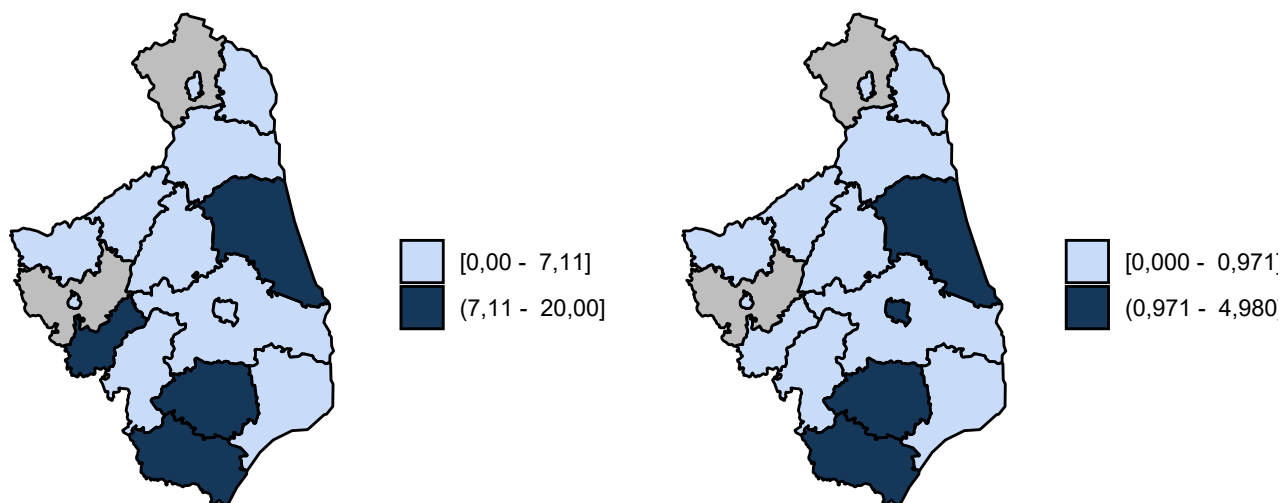 [0,00 - 7,11]
(7,11 - 20,00]
[0,000 - 0,971]
(0,971 - 4,980]